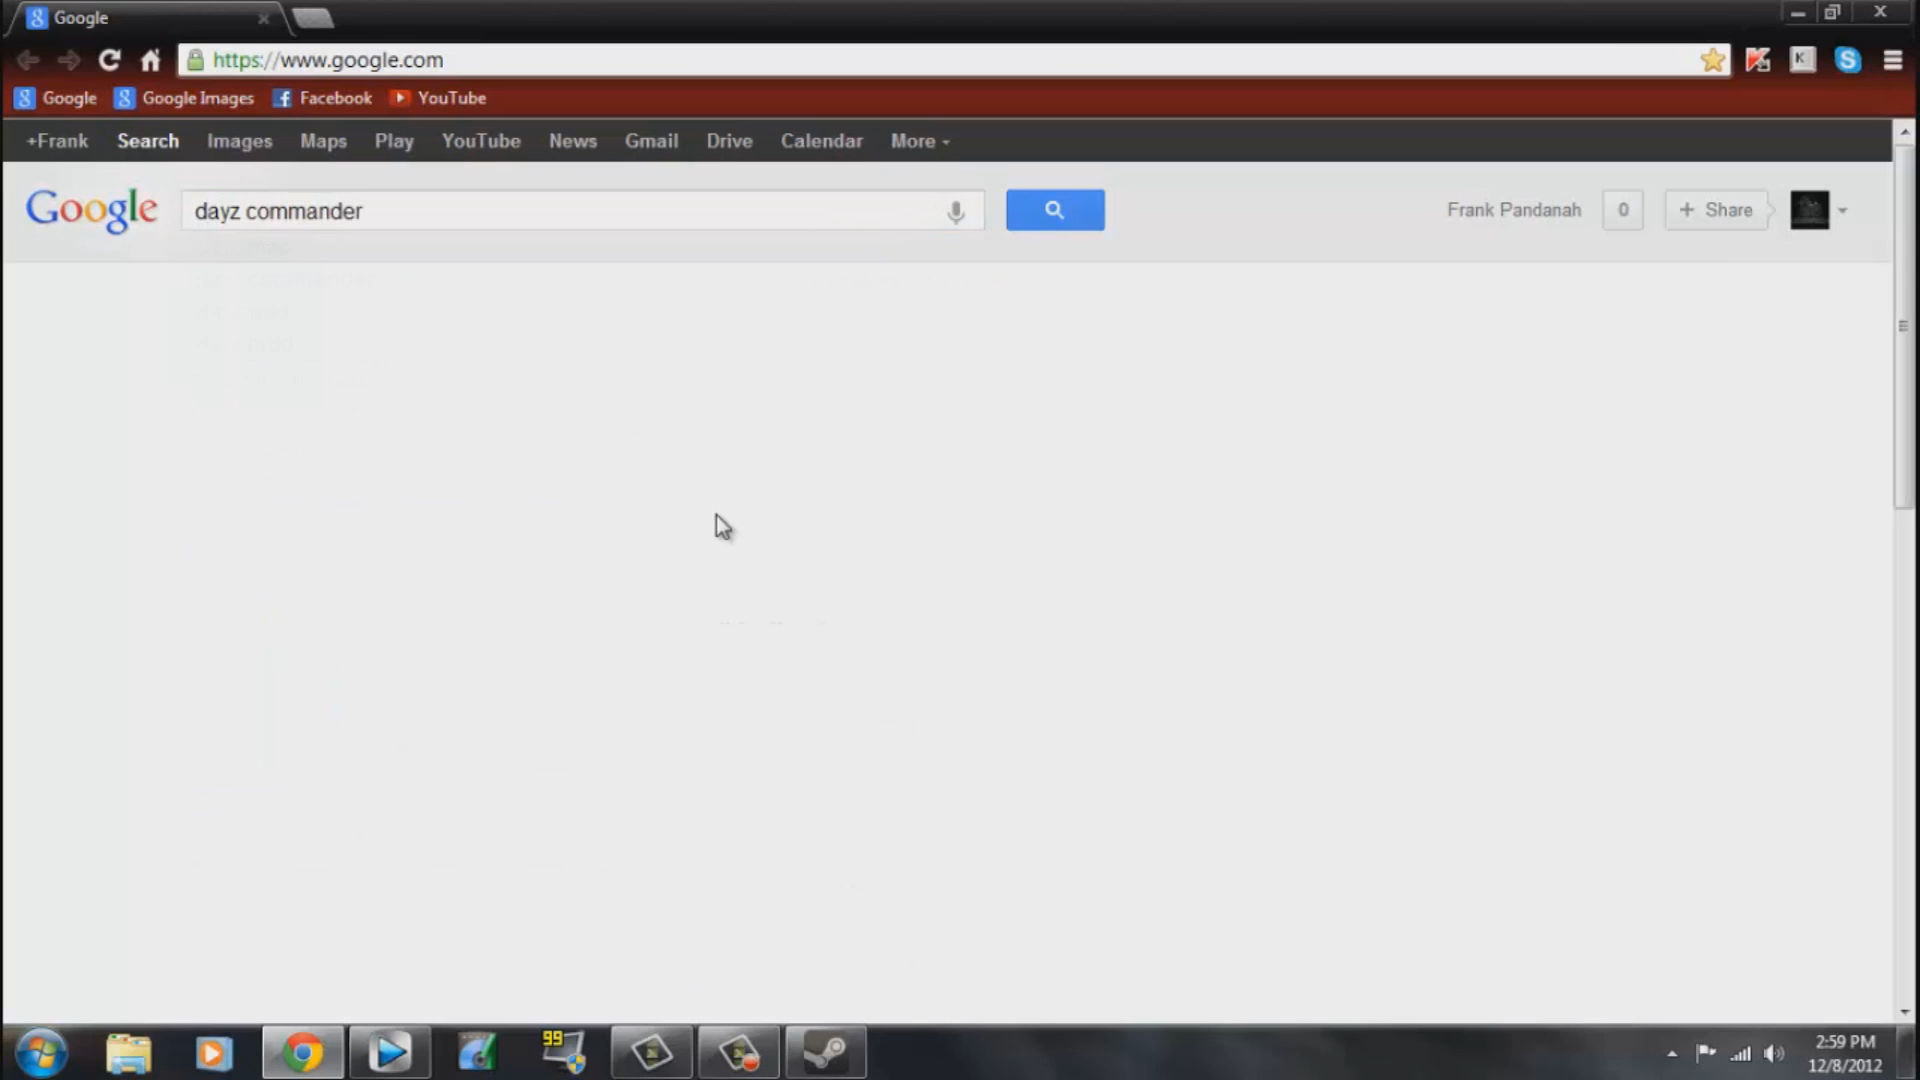 Google
https://www.google.com
Google Google Images Facebook YouTube
+Frank Search Images Maps Play YouTube News Gmail Drive Calendar More
Google dayz commander Frank Pandanah 0 + Share
99
2:59 PM
12/8/2012